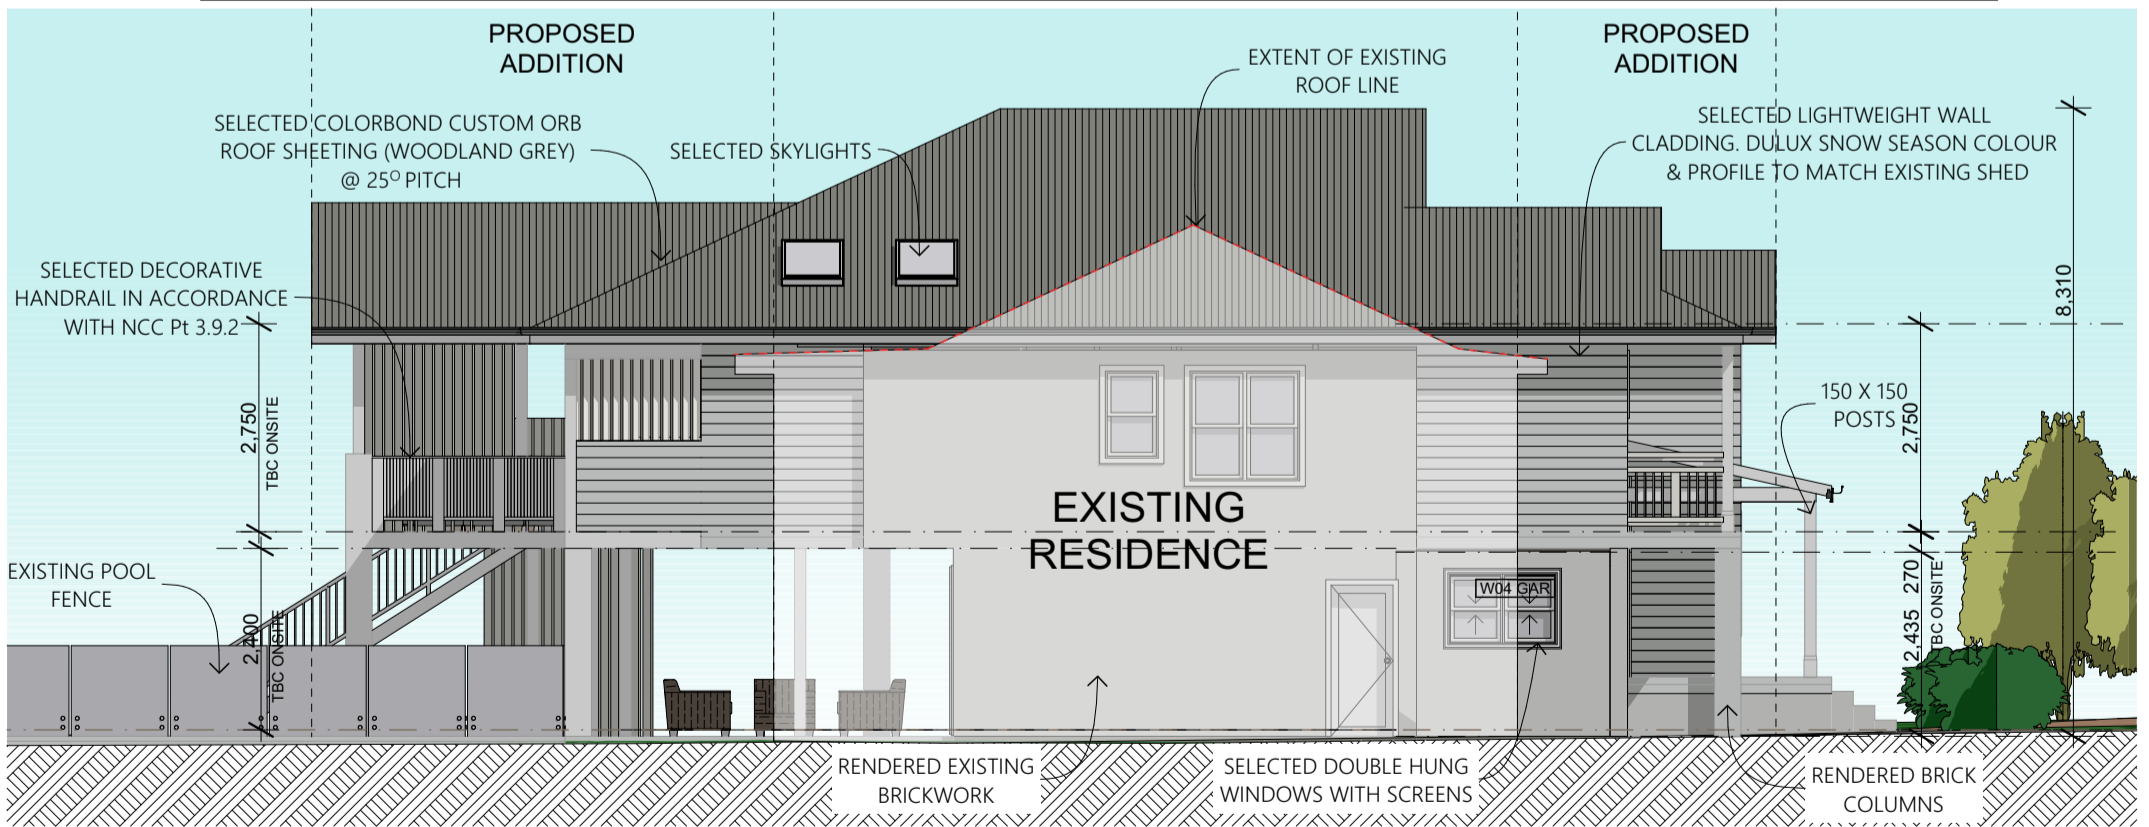 PROPOSED
ADDITION
PROPOSED
ADDITION
EXTENT OF EXISTING
ROOF LINE
SELECTED COLORBOND CUSTOM ORB
ROOF SHEETING (WOODLAND GREY)
@ 25° PITCH
SELECTED SKYLIGHTS
SELECTED LIGHTWEIGHT WALL
CLADDING. DULUX SNOW SEASON COLOUR
& PROFILE TO MATCH EXISTING SHED
SELECTED DECORATIVE
HANDRAIL IN ACCORDANCE
WITH NCC Pt 3.9.2
8,310
2,750
TBC ONSITE
150 X 150
POSTS
2,750
EXISTING
RESIDENCE
EXISTING POOL
FENCE
2,400
TBC ONSITE
W04 GAR
270
2,435
TBC ONSITE
RENDERED EXISTING
BRICKWORK
SELECTED DOUBLE HUNG
WINDOWS WITH SCREENS
RENDERED BRICK
COLUMNS